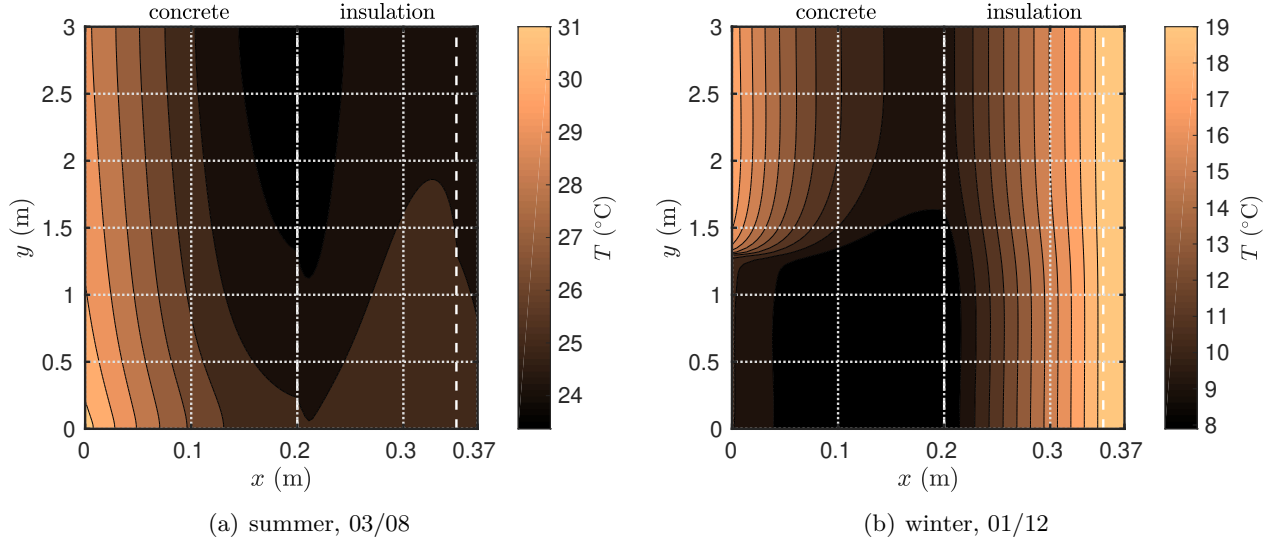 concrete insulation
3
2.5
2
1.5
1
0.5
0
0 0.1 0.2 0.3 0.37
y (m)
x (m)
31
30
29
28
27
26
25
24
T (°C)
(a) summer, 03/08
concrete insulation
3
2.5
2
1.5
1
0.5
0
0 0.1 0.2 0.3 0.37
y (m)
x (m)
19
18
17
16
15
14
13
12
11
10
9
8
T (°C)
(b) winter, 01/12